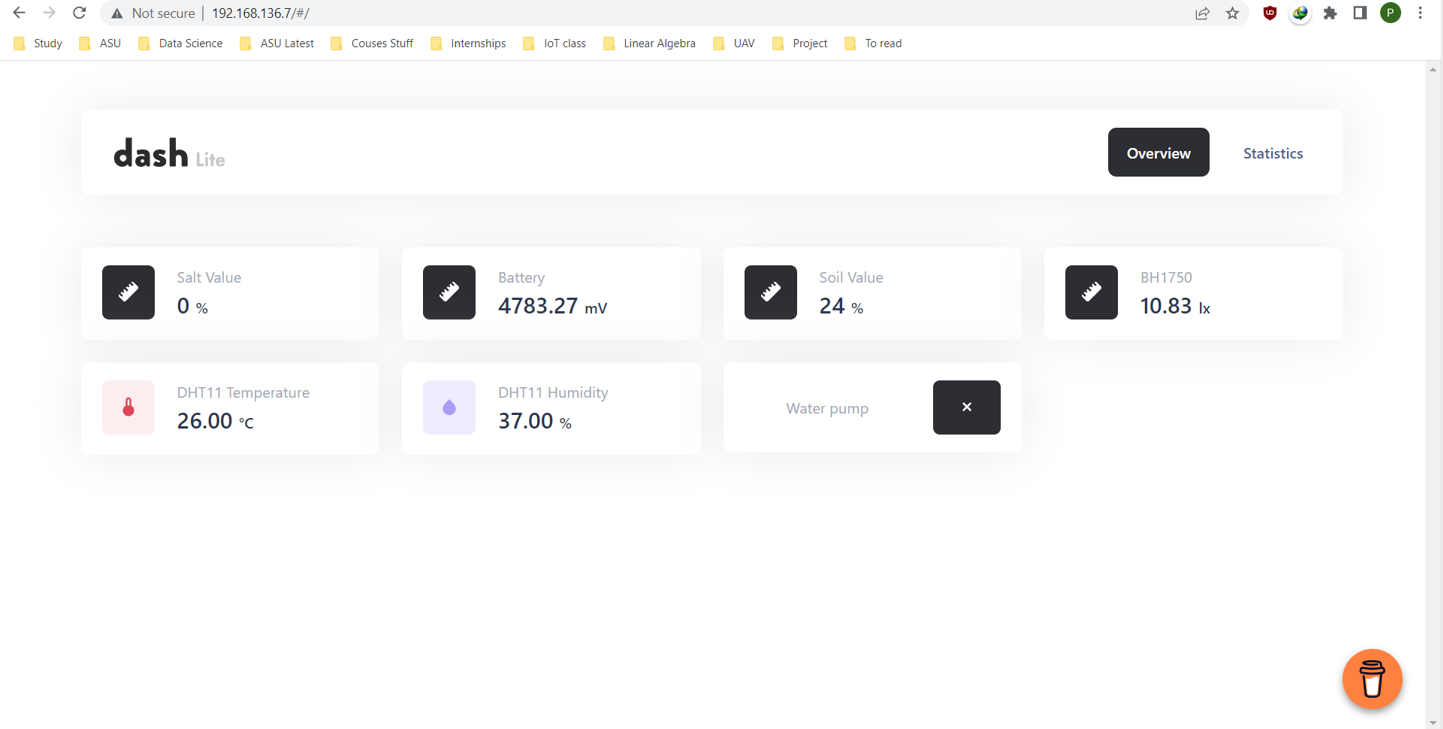 Not secure | 192.168.136.7/#/
P
Study ASU Data Science ASU Latest Couses Stuff Internships IoT class Linear Algebra UAV Project To read
dash Lite
Overview Statistics
Salt Value
0 %
Battery
4783.27 mV
Soil Value
24 %
BH1750
10.83 lx
DHT11 Temperature
26.00 °C
DHT11 Humidity
37.00 %
Water pump